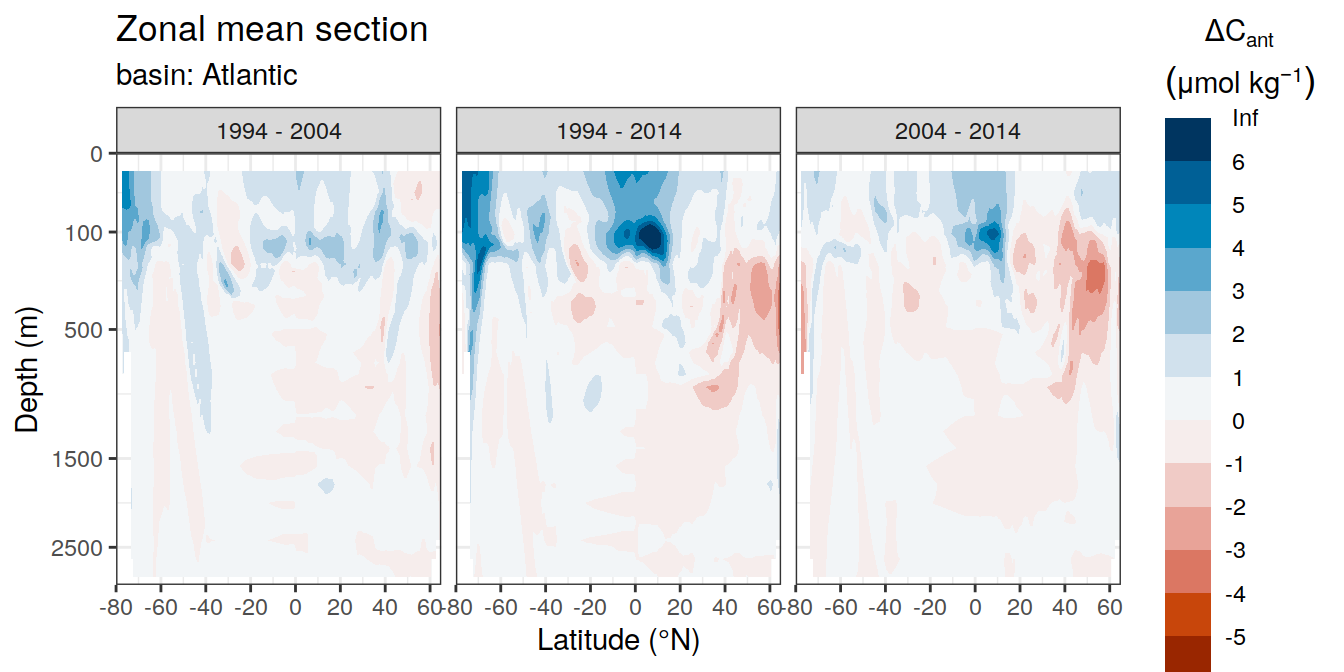 Zonal mean section
basin: Atlantic
1994 - 2004
1994 - 2014
2004 - 2014
Depth (m)
0
100
500
1500
2500
-80 -60 -40 -20 0 20 40 60
-80 -60 -40 -20 0 20 40 60
-80 -60 -40 -20 0 20 40 60
Latitude (°N)
ΔCant
(μmol kg⁻¹)
Inf
6
5
4
3
2
1
0
-1
-2
-3
-4
-5